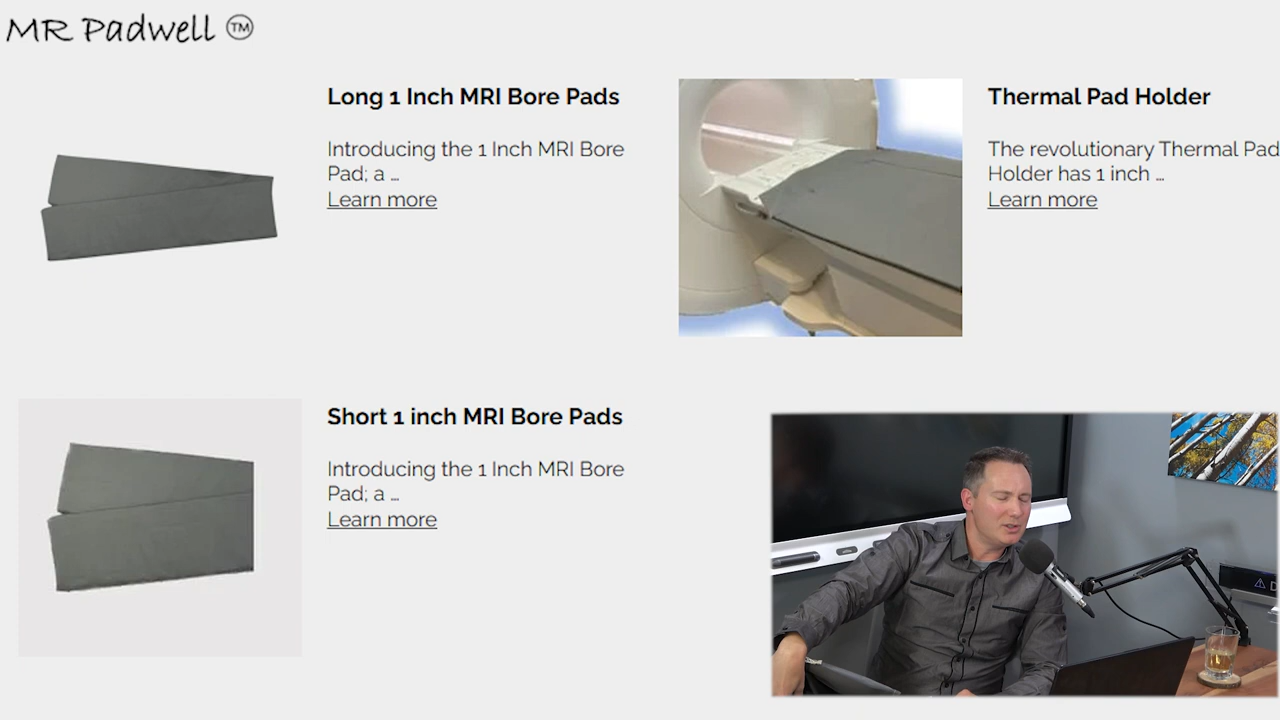 MR Padwell ™
Long 1 Inch MRI Bore Pads
Introducing the 1 Inch MRI Bore
Pad; a ...
Learn more
Thermal Pad Holder
The revolutionary Thermal Pad
Holder has 1 inch ...
Learn more
Short 1 inch MRI Bore Pads
Introducing the 1 Inch MRI Bore
Pad; a ...
Learn more